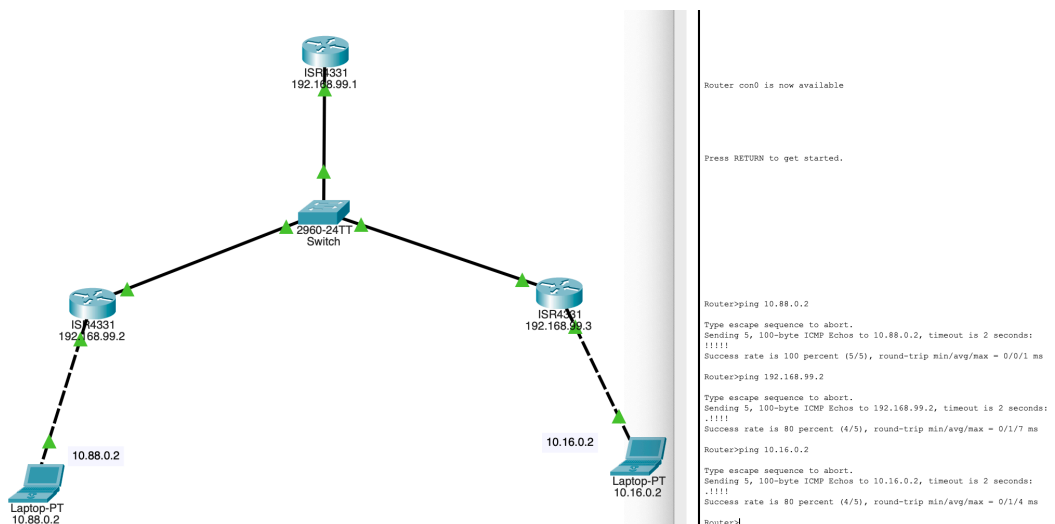 ISR4331
192.168.99.1
2960-24TT
Switch
ISR4331
192.168.99.2
ISR4331
192.168.99.3
10.88.0.2
Laptop-PT
10.88.0.2
10.16.0.2
Laptop-PT
10.16.0.2
Router con0 is now available
Press RETURN to get started.
Router>ping 10.88.0.2
Type escape sequence to abort.
Sending 5, 100-byte ICMP Echos to 10.88.0.2, timeout is 2 seconds:
!!!!!
Success rate is 100 percent (5/5), round-trip min/avg/max = 0/0/1 ms
Router>ping 192.168.99.2
Type escape sequence to abort.
Sending 5, 100-byte ICMP Echos to 192.168.99.2, timeout is 2 seconds:
.!!!!
Success rate is 80 percent (4/5), round-trip min/avg/max = 0/1/7 ms
Router>ping 10.16.0.2
Type escape sequence to abort.
Sending 5, 100-byte ICMP Echos to 10.16.0.2, timeout is 2 seconds:
.!!!!
Success rate is 80 percent (4/5), round-trip min/avg/max = 0/1/4 ms
Router>